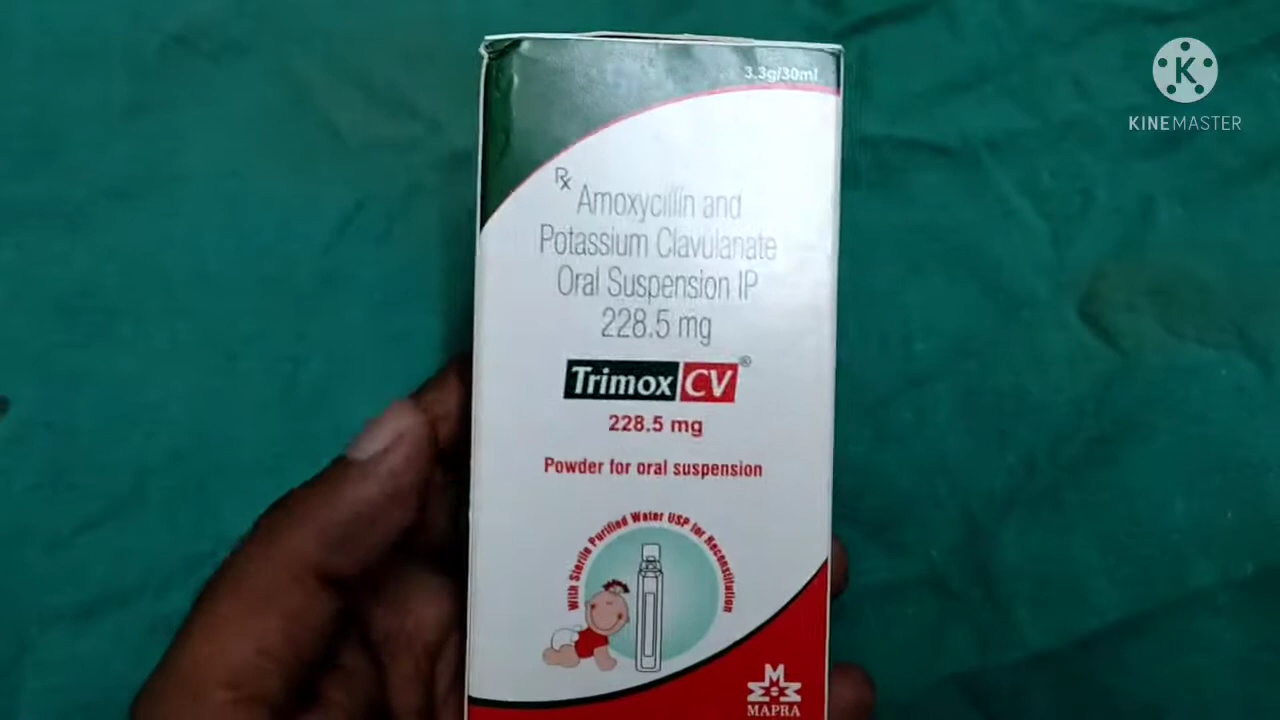 3.3g/30ml
K
KINEMASTER
Rx
Amoxycillin and
Potassium Clavulanate
Oral Suspension IP
228.5 mg
Trimox CV®
228.5 mg
Powder for oral suspension
With Sterile Purified Water USP for Reconstitution
M
MAPRA